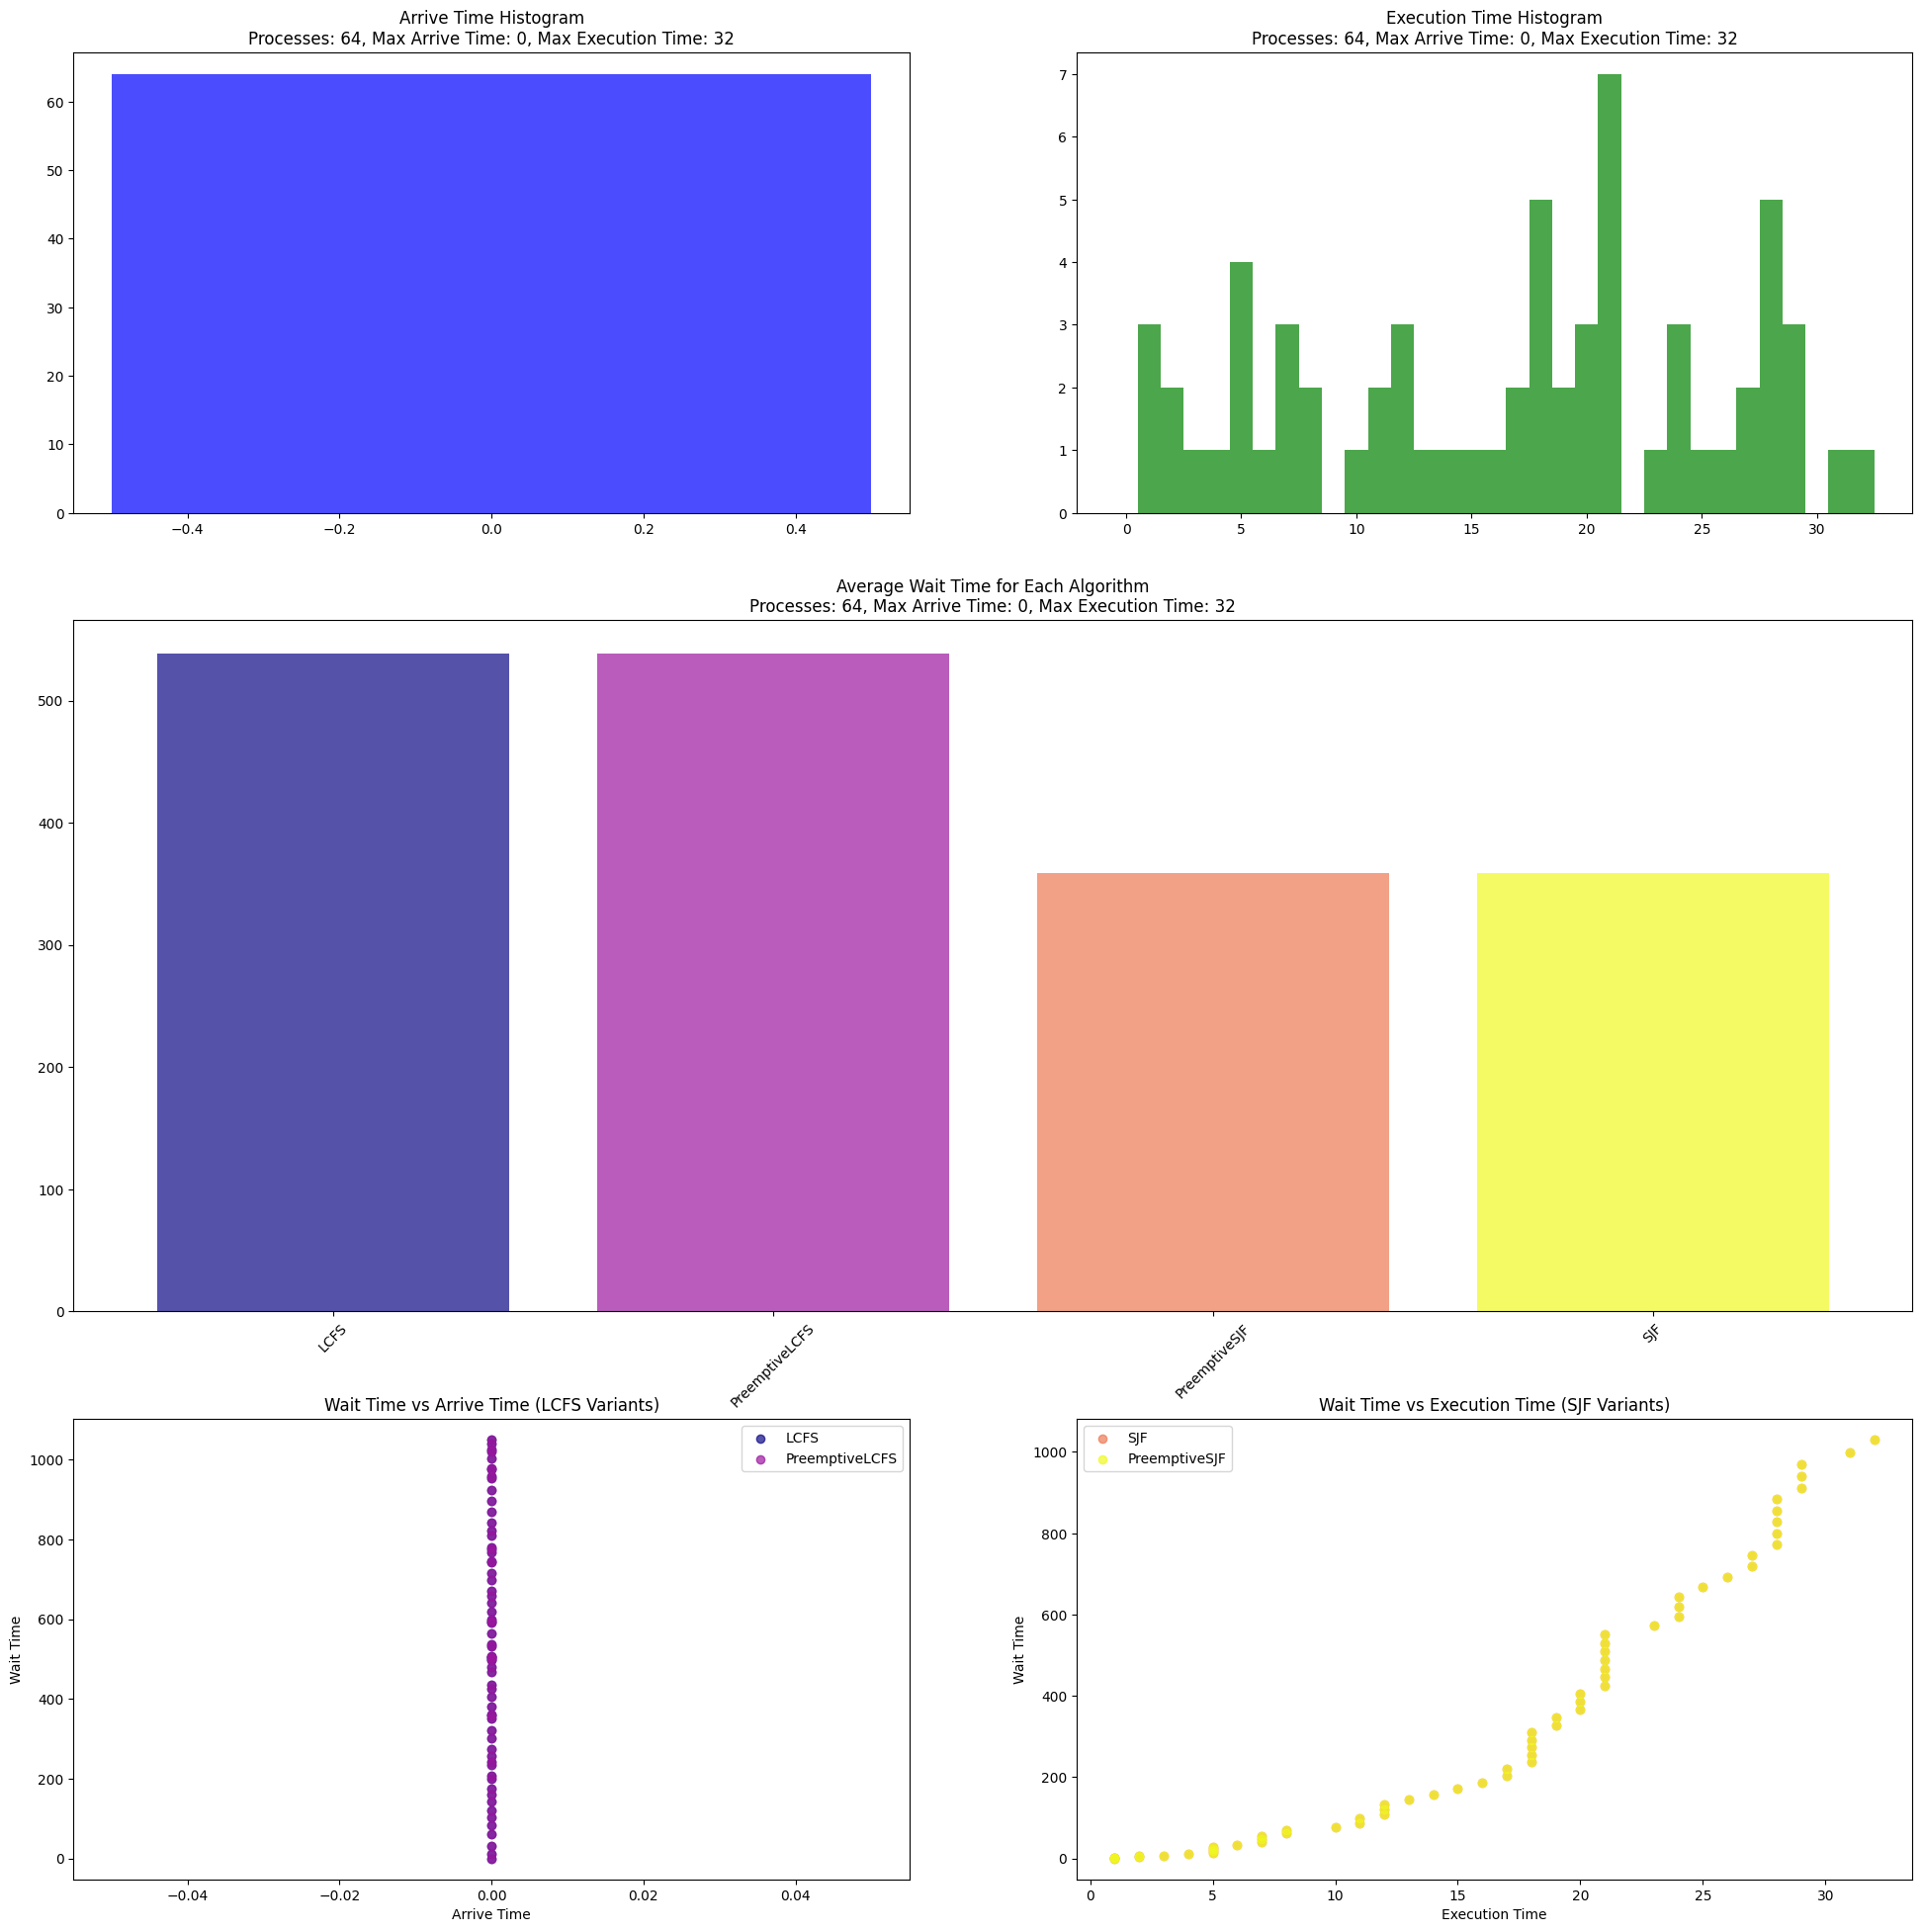 Arrive Time Histogram
Processes: 64, Max Arrive Time: 0, Max Execution Time: 32
60
50
40
30
20
10
0
−0.4 −0.2 0.0 0.2 0.4
Execution Time Histogram
Processes: 64, Max Arrive Time: 0, Max Execution Time: 32
7
6
5
4
3
2
1
0
0 5 10 15 20 25 30
Average Wait Time for Each Algorithm
Processes: 64, Max Arrive Time: 0, Max Execution Time: 32
500
400
300
200
100
0
LCFS
PreemptiveLCFS
PreemptiveSJF
SJF
Wait Time vs Arrive Time (LCFS Variants)
LCFS
PreemptiveLCFS
Wait Time
1000
800
600
400
200
0
−0.04 −0.02 0.00 0.02 0.04
Arrive Time
Wait Time vs Execution Time (SJF Variants)
SJF
PreemptiveSJF
Wait Time
1000
800
600
400
200
0
0 5 10 15 20 25 30
Execution Time